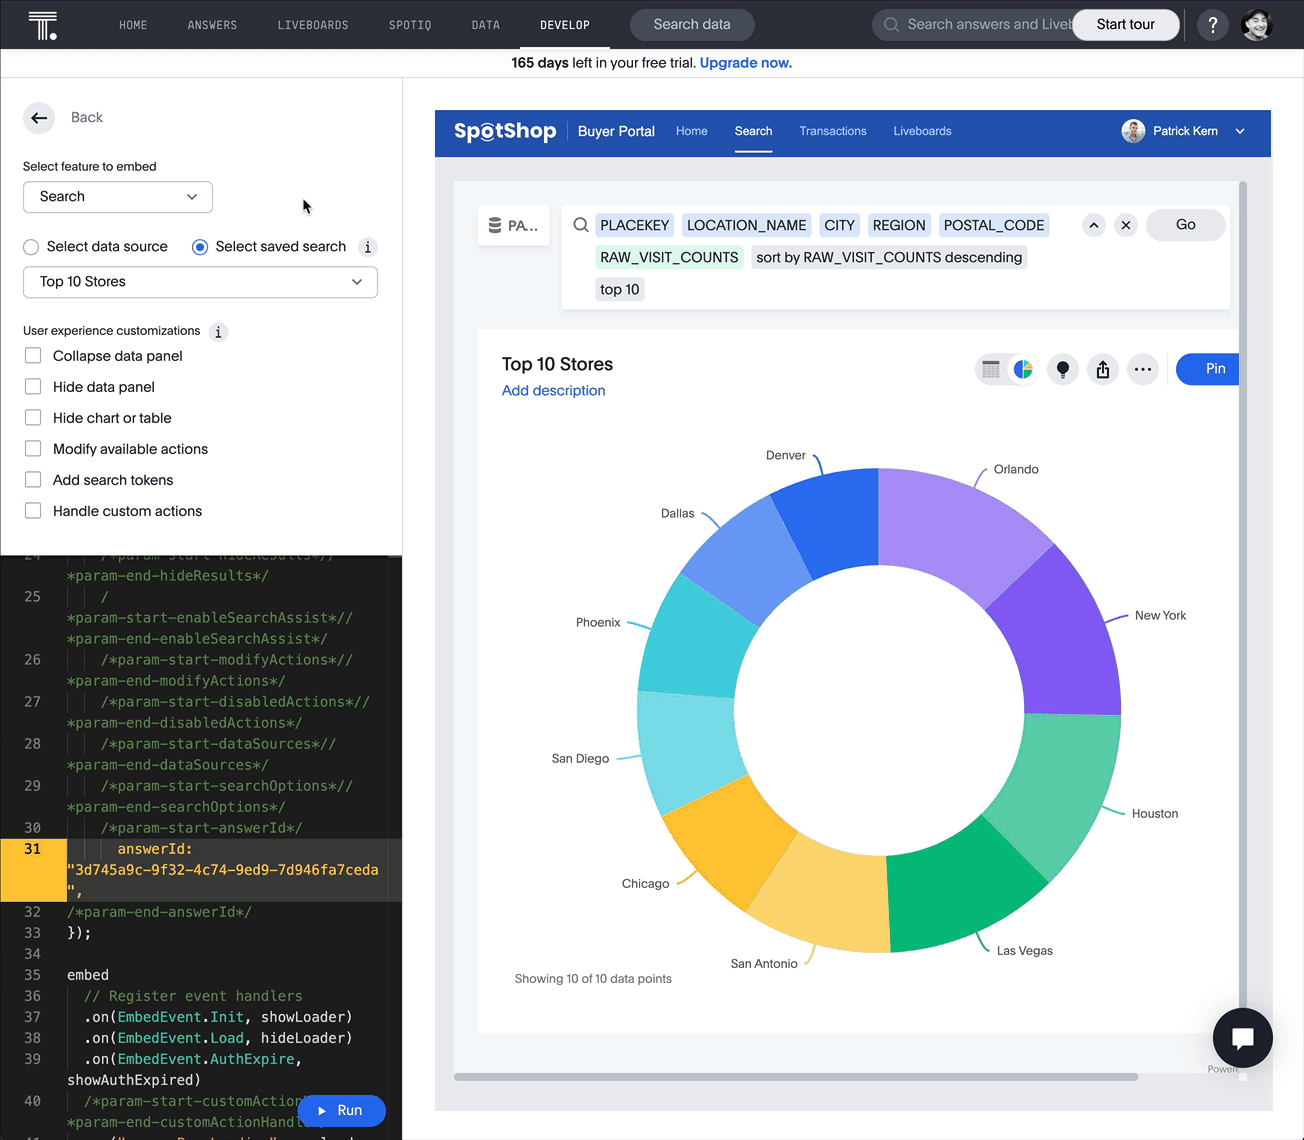 HOME ANSWERS LIVEBOARDS SPOTIQ DATA DEVELOP Search data Search answers and Liveb Start tour ?
165 days left in your free trial. Upgrade now.
Back
Select feature to embed
Search
Select data source Select saved search i
Top 10 Stores
User experience customizations i
Collapse data panel
Hide data panel
Hide chart or table
Modify available actions
Add search tokens
Handle custom actions
24 /*param-start-hideResults*//
*param-end-hideResults*/
25 /
*param-start-enableSearchAssist*//
*param-end-enableSearchAssist*/
26 /*param-start-modifyActions*//
*param-end-modifyActions*/
27 /*param-start-disabledActions*//
*param-end-disabledActions*/
28 /*param-start-dataSources*//
*param-end-dataSources*/
29 /*param-start-searchOptions*//
*param-end-searchOptions*/
30 /*param-start-answerId*/
31 answerId:
"3d745a9c-9f32-4c74-9ed9-7d946fa7ceda
",
32 /*param-end-answerId*/
33 });
34
35 embed
36 // Register event handlers
37 .on(EmbedEvent.Init, showLoader)
38 .on(EmbedEvent.Load, hideLoader)
39 .on(EmbedEvent.AuthExpire,
showAuthExpired)
40 /*param-start-customAction
*param-end-customActionHandl
Run
SpotShop Buyer Portal Home Search Transactions Liveboards Patrick Kern
PA... PLACEKEY LOCATION_NAME CITY REGION POSTAL_CODE Go
RAW_VISIT_COUNTS sort by RAW_VISIT_COUNTS descending
top 10
Top 10 Stores
Add description
Pin
Denver
Orlando
Dallas
New York
Phoenix
San Diego
Houston
Chicago
Las Vegas
San Antonio
Showing 10 of 10 data points
Powere